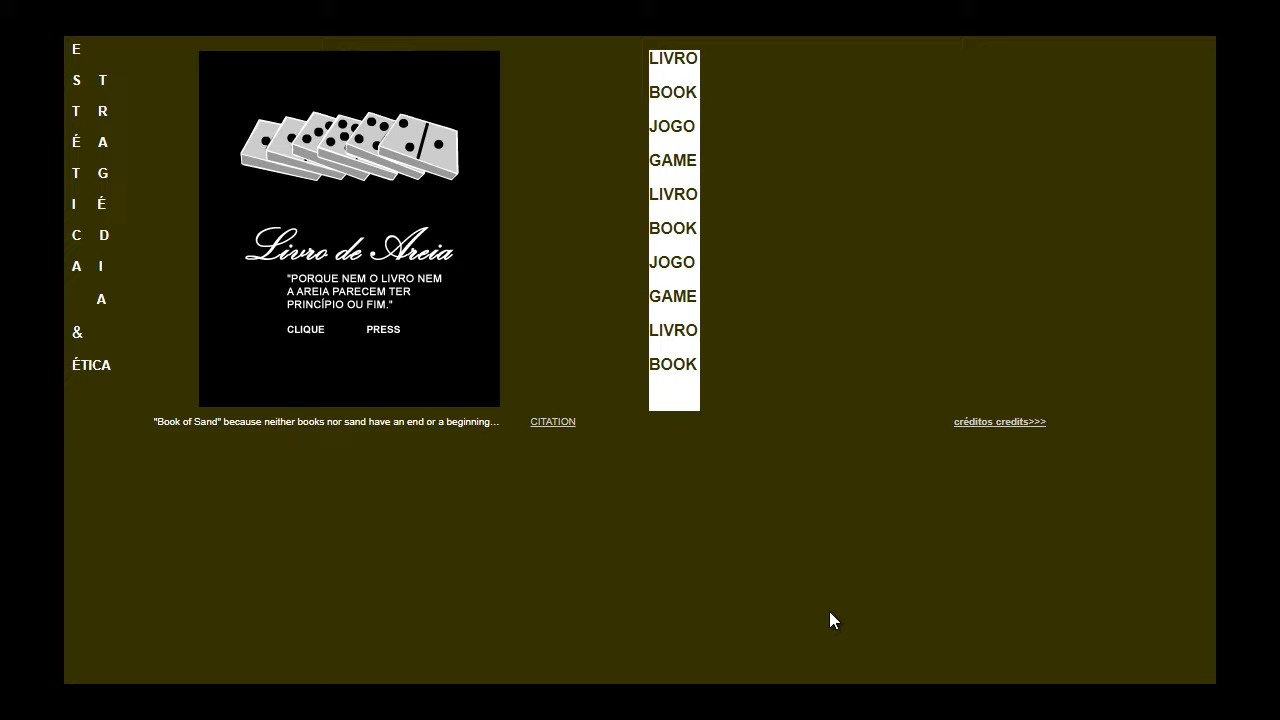 E
S T
T R
É A
T G
I É
C D
A I
A
&
ÉTICA
Livro de Areia
"PORQUE NEM O LIVRO NEM
A AREIA PARECEM TER
PRINCÍPIO OU FIM."
CLIQUE PRESS
LIVRO
BOOK
JOGO
GAME
LIVRO
BOOK
JOGO
GAME
LIVRO
BOOK
"Book of Sand" because neither books nor sand have an end or a beginning... CITATION
créditos credits>>>